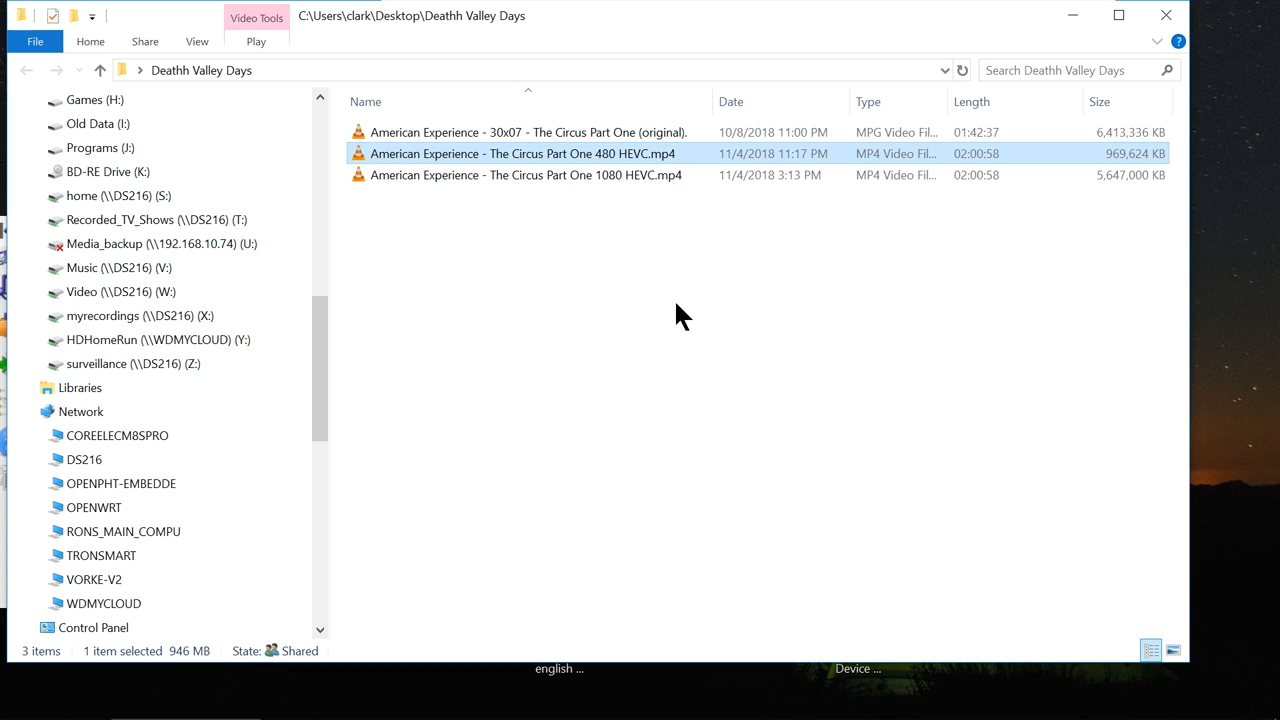 Video Tools
C:\Users\clark\Desktop\Deathh Valley Days
File
Home
Share
View
Play
Deathh Valley Days
Search Deathh Valley Days
Games (H:)
Old Data (I:)
Programs (J:)
BD-RE Drive (K:)
home (\\DS216) (S:)
Recorded_TV_Shows (\\DS216) (T:)
Media_backup (\\192.168.10.74) (U:)
Music (\\DS216) (V:)
Video (\\DS216) (W:)
myrecordings (\\DS216) (X:)
HDHomeRun (\\WDMYCLOUD) (Y:)
surveillance (\\DS216) (Z:)
Libraries
Network
COREELECM8SPRO
DS216
OPENPHT-EMBEDDE
OPENWRT
RONS_MAIN_COMPU
TRONSMART
VORKE-V2
WDMYCLOUD
Control Panel
Name Date Type Length Size
American Experience - 30x07 - The Circus Part One (original). 10/8/2018 11:00 PM MPG Video Fil... 01:42:37 6,413,336 KB
American Experience - The Circus Part One 480 HEVC.mp4 11/4/2018 11:17 PM MP4 Video Fil... 02:00:58 969,624 KB
American Experience - The Circus Part One 1080 HEVC.mp4 11/4/2018 3:13 PM MP4 Video Fil... 02:00:58 5,647,000 KB
3 items 1 item selected 946 MB State: Shared
english ...
Device ...